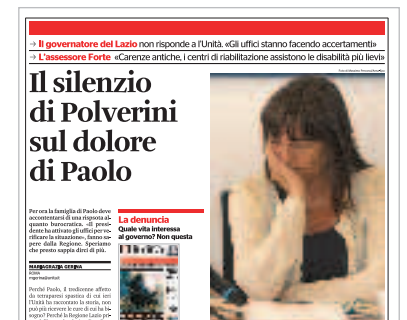 → Il governatore del Lazio non risponde a l'Unità. «Gli uffici stanno facendo accertamenti»
→ L'assessore Forte «Carenze antiche, i centri di riabilitazione assistono le disabilità più lievi»
Il silenzio
di Polverini
sul dolore
di Paolo
Per ora la famiglia di Paolo deve
accontentarsi di una risposta al-
quanto burocratica. «Il presi-
dente ha attivato gli uffici per ve-
rificare la situazione», fanno sa-
pere dalla Regione. Speriamo
che presto sappia dirci di più.
MARIAGRAZIA GERINA
ROMA
mgerina@unita.it
Perché Paolo, il tredicenne affetto
da tetraparesi spastica di cui ieri
l'Unità ha raccontato la storia, non
può più ricevere le cure di cui ha bi-
sogno? Perché la Regione Lazio pri-
La denuncia
Quale vita interessa
al governo? Non questa